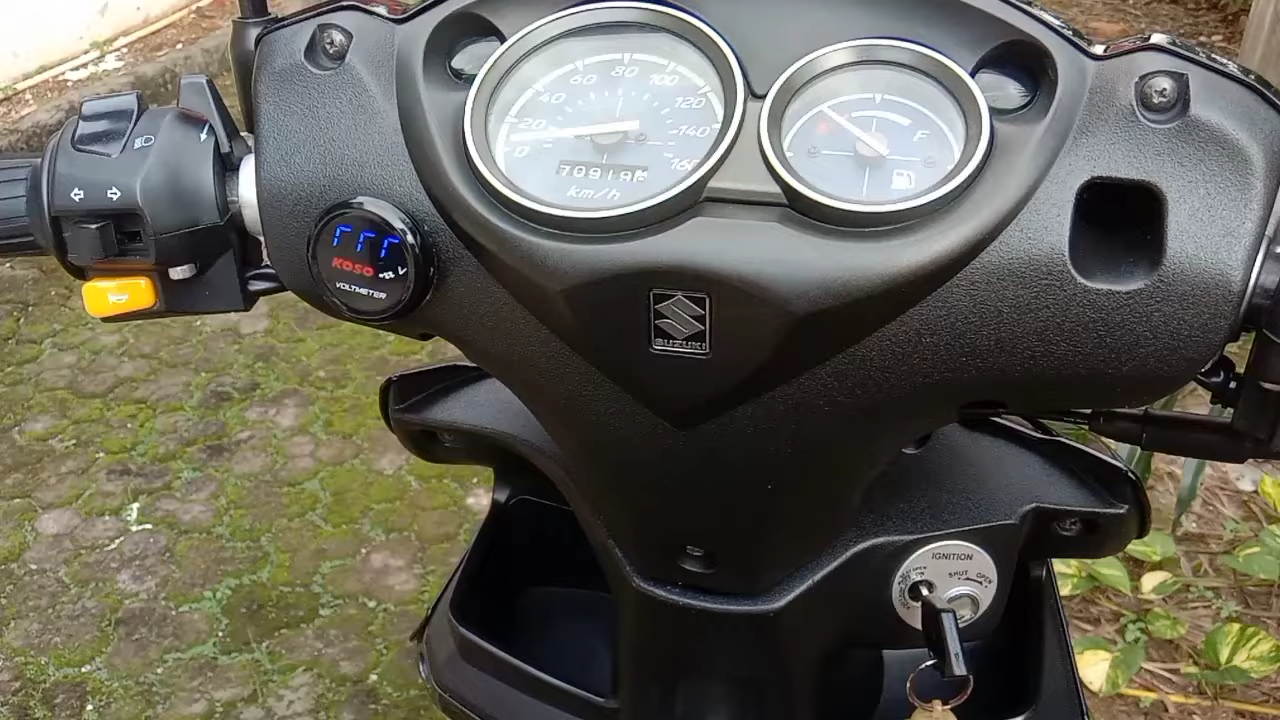 0
20
40
60
80
100
120
140
160
km/h
F
KOSO
V
VOLTMETER
SUZUKI
IGNITION
SHUT OPEN